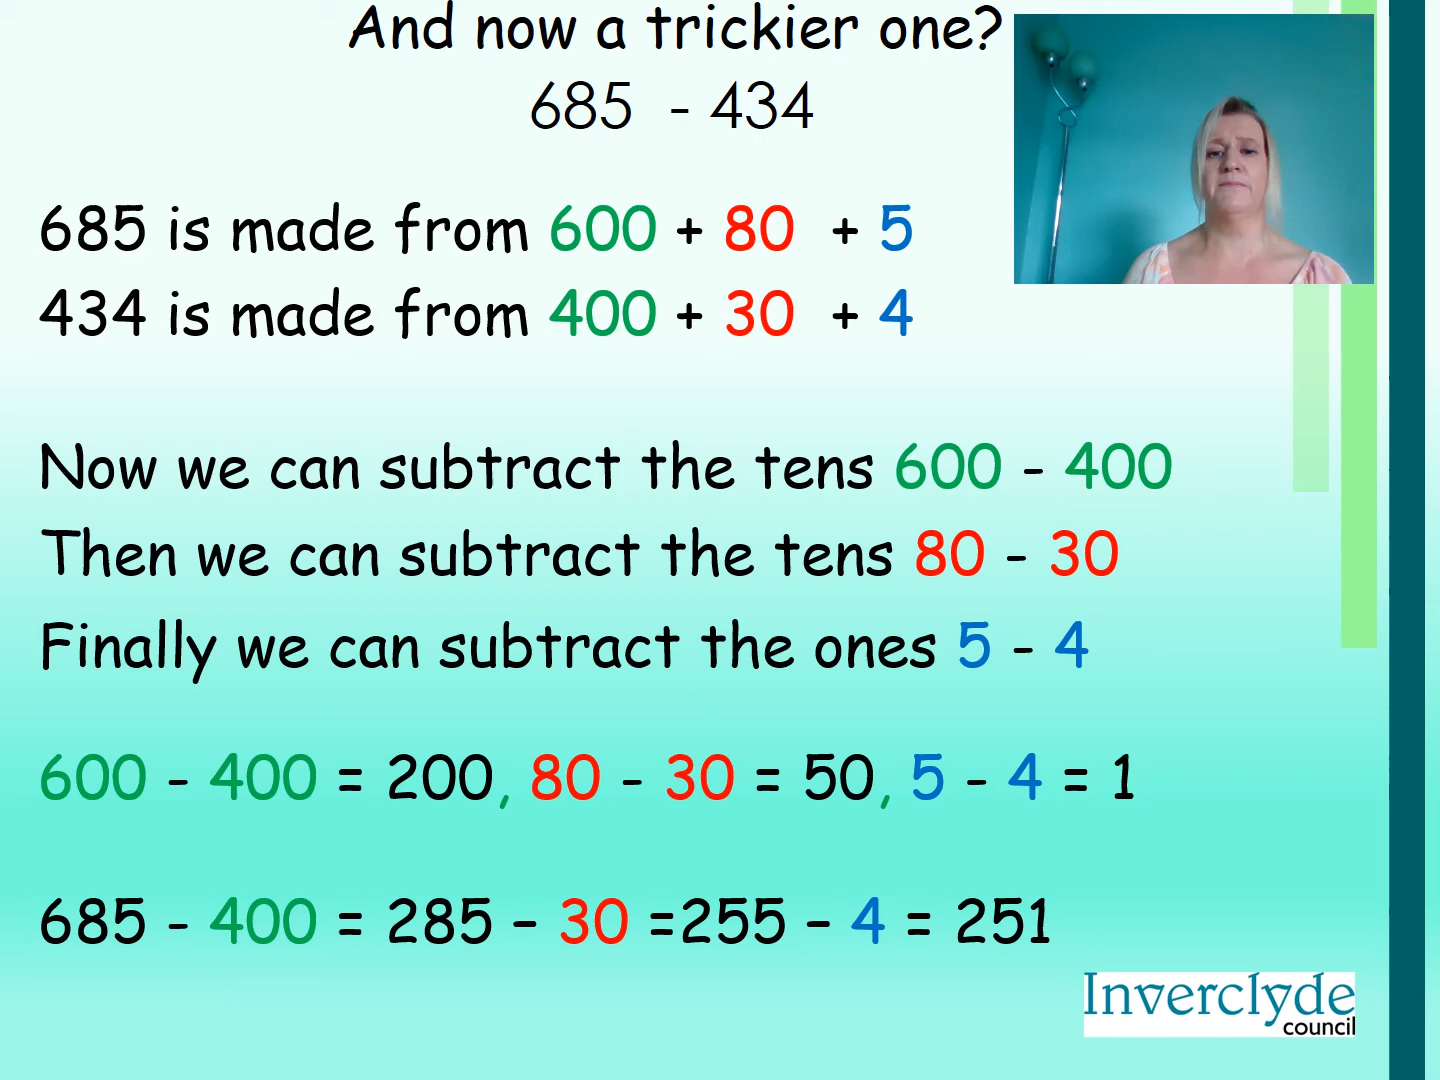 And now a trickier one?
685 - 434
685 is made from 600 + 80 + 5
434 is made from 400 + 30 + 4
Now we can subtract the tens 600 - 400
Then we can subtract the tens 80 - 30
Finally we can subtract the ones 5 - 4
600 - 400 = 200, 80 - 30 = 50, 5 - 4 = 1
685 - 400 = 285 – 30 =255 – 4 = 251
Inverclyde
council